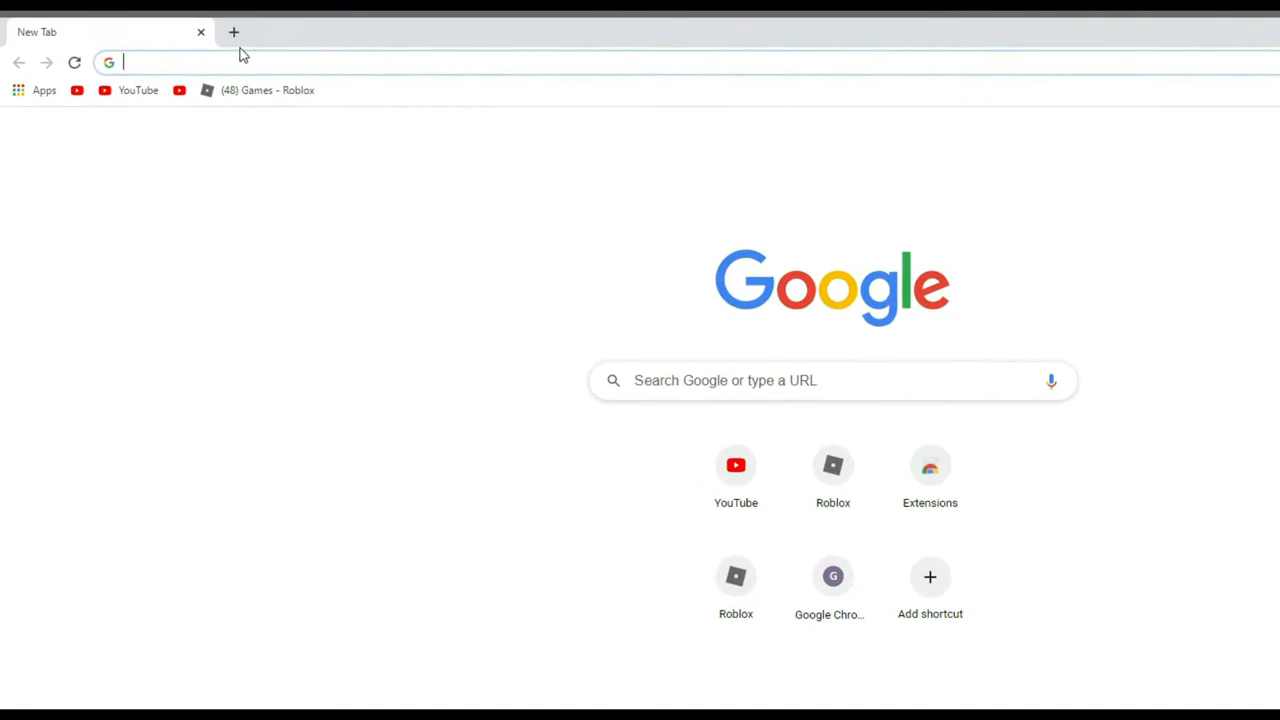 New Tab
Apps YouTube (48) Games - Roblox
Google
Search Google or type a URL
YouTube Roblox Extensions
G
Roblox Google Chro... Add shortcut